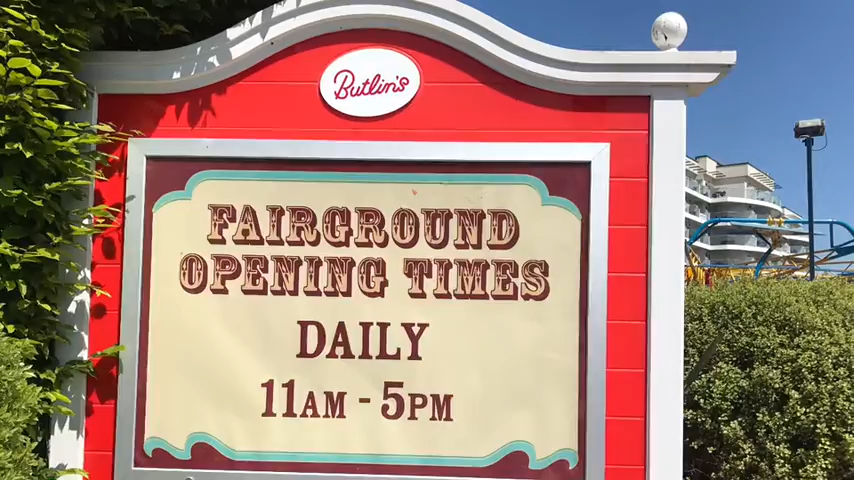 Butlin's
FAIRGROUND
OPENING TIMES
DAILY
11AM - 5PM